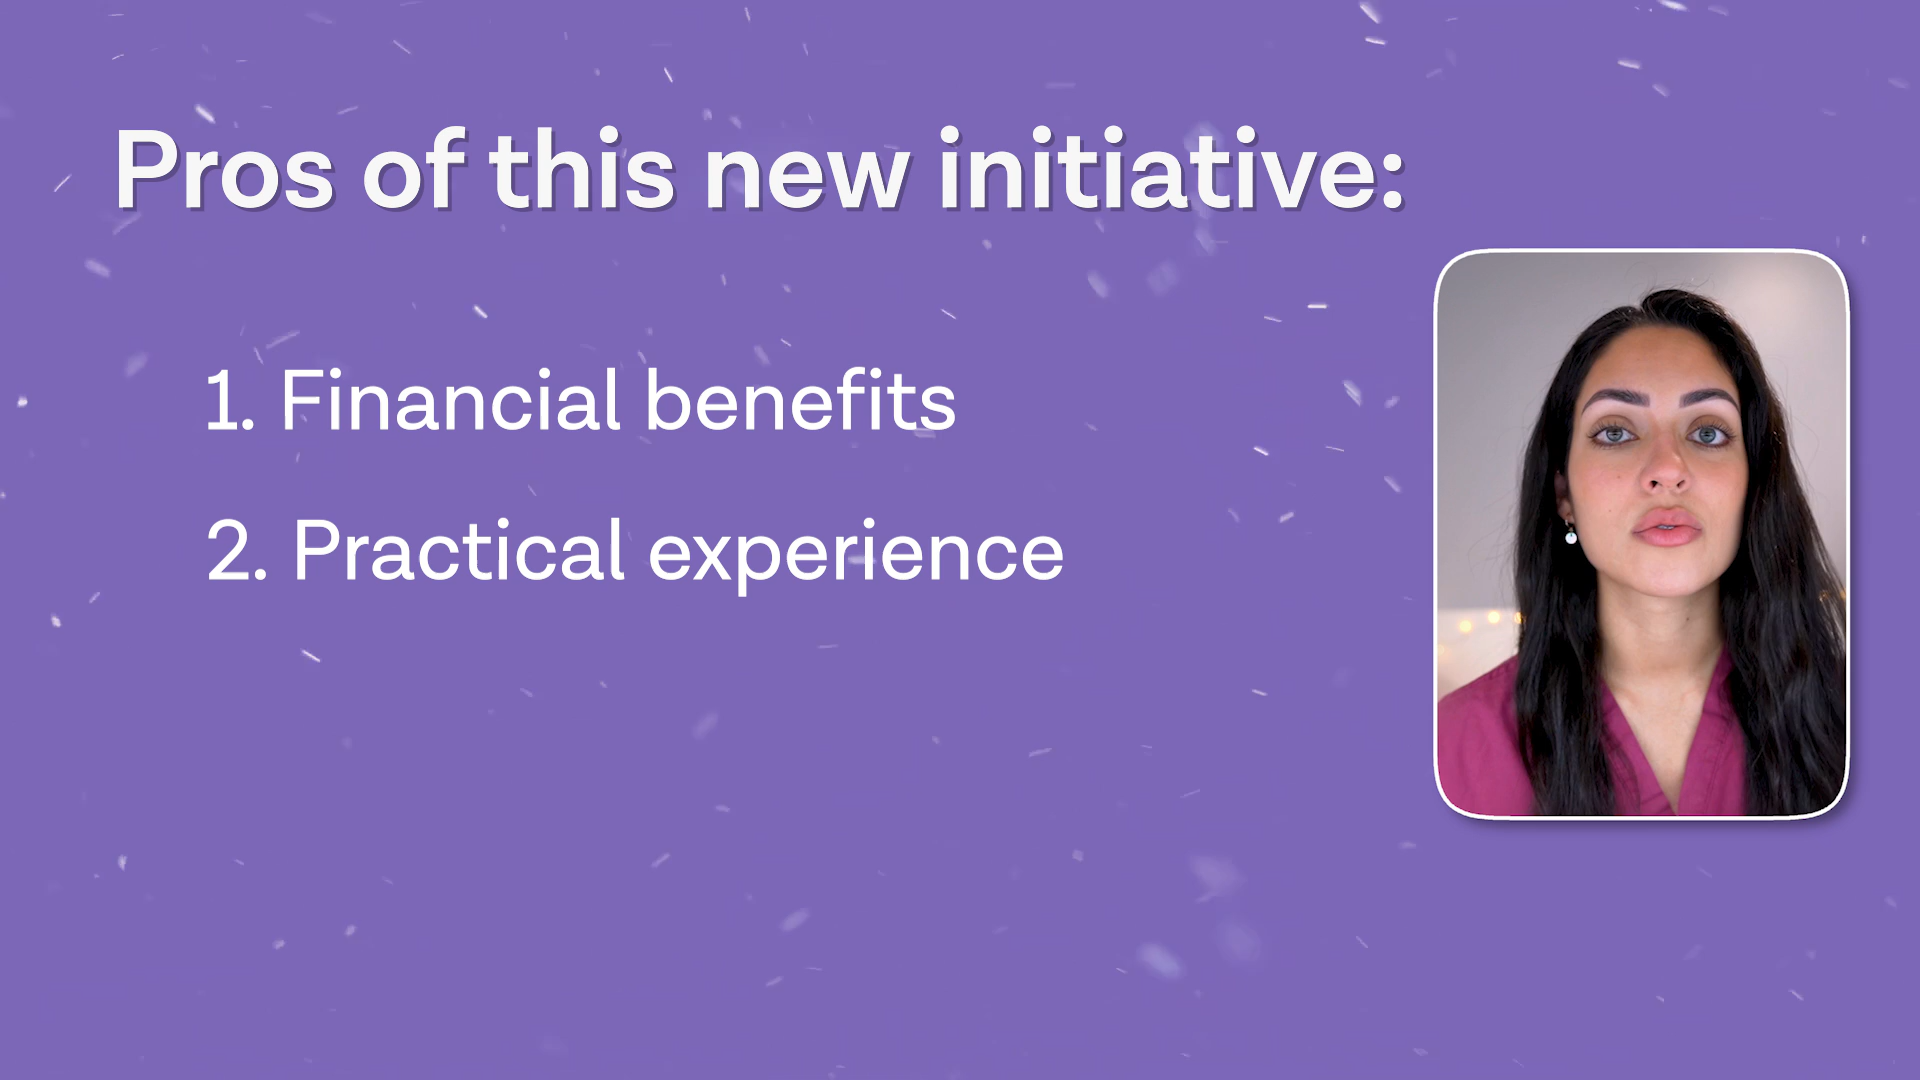 Pros of this new initiative:
1. Financial benefits
2. Practical experience